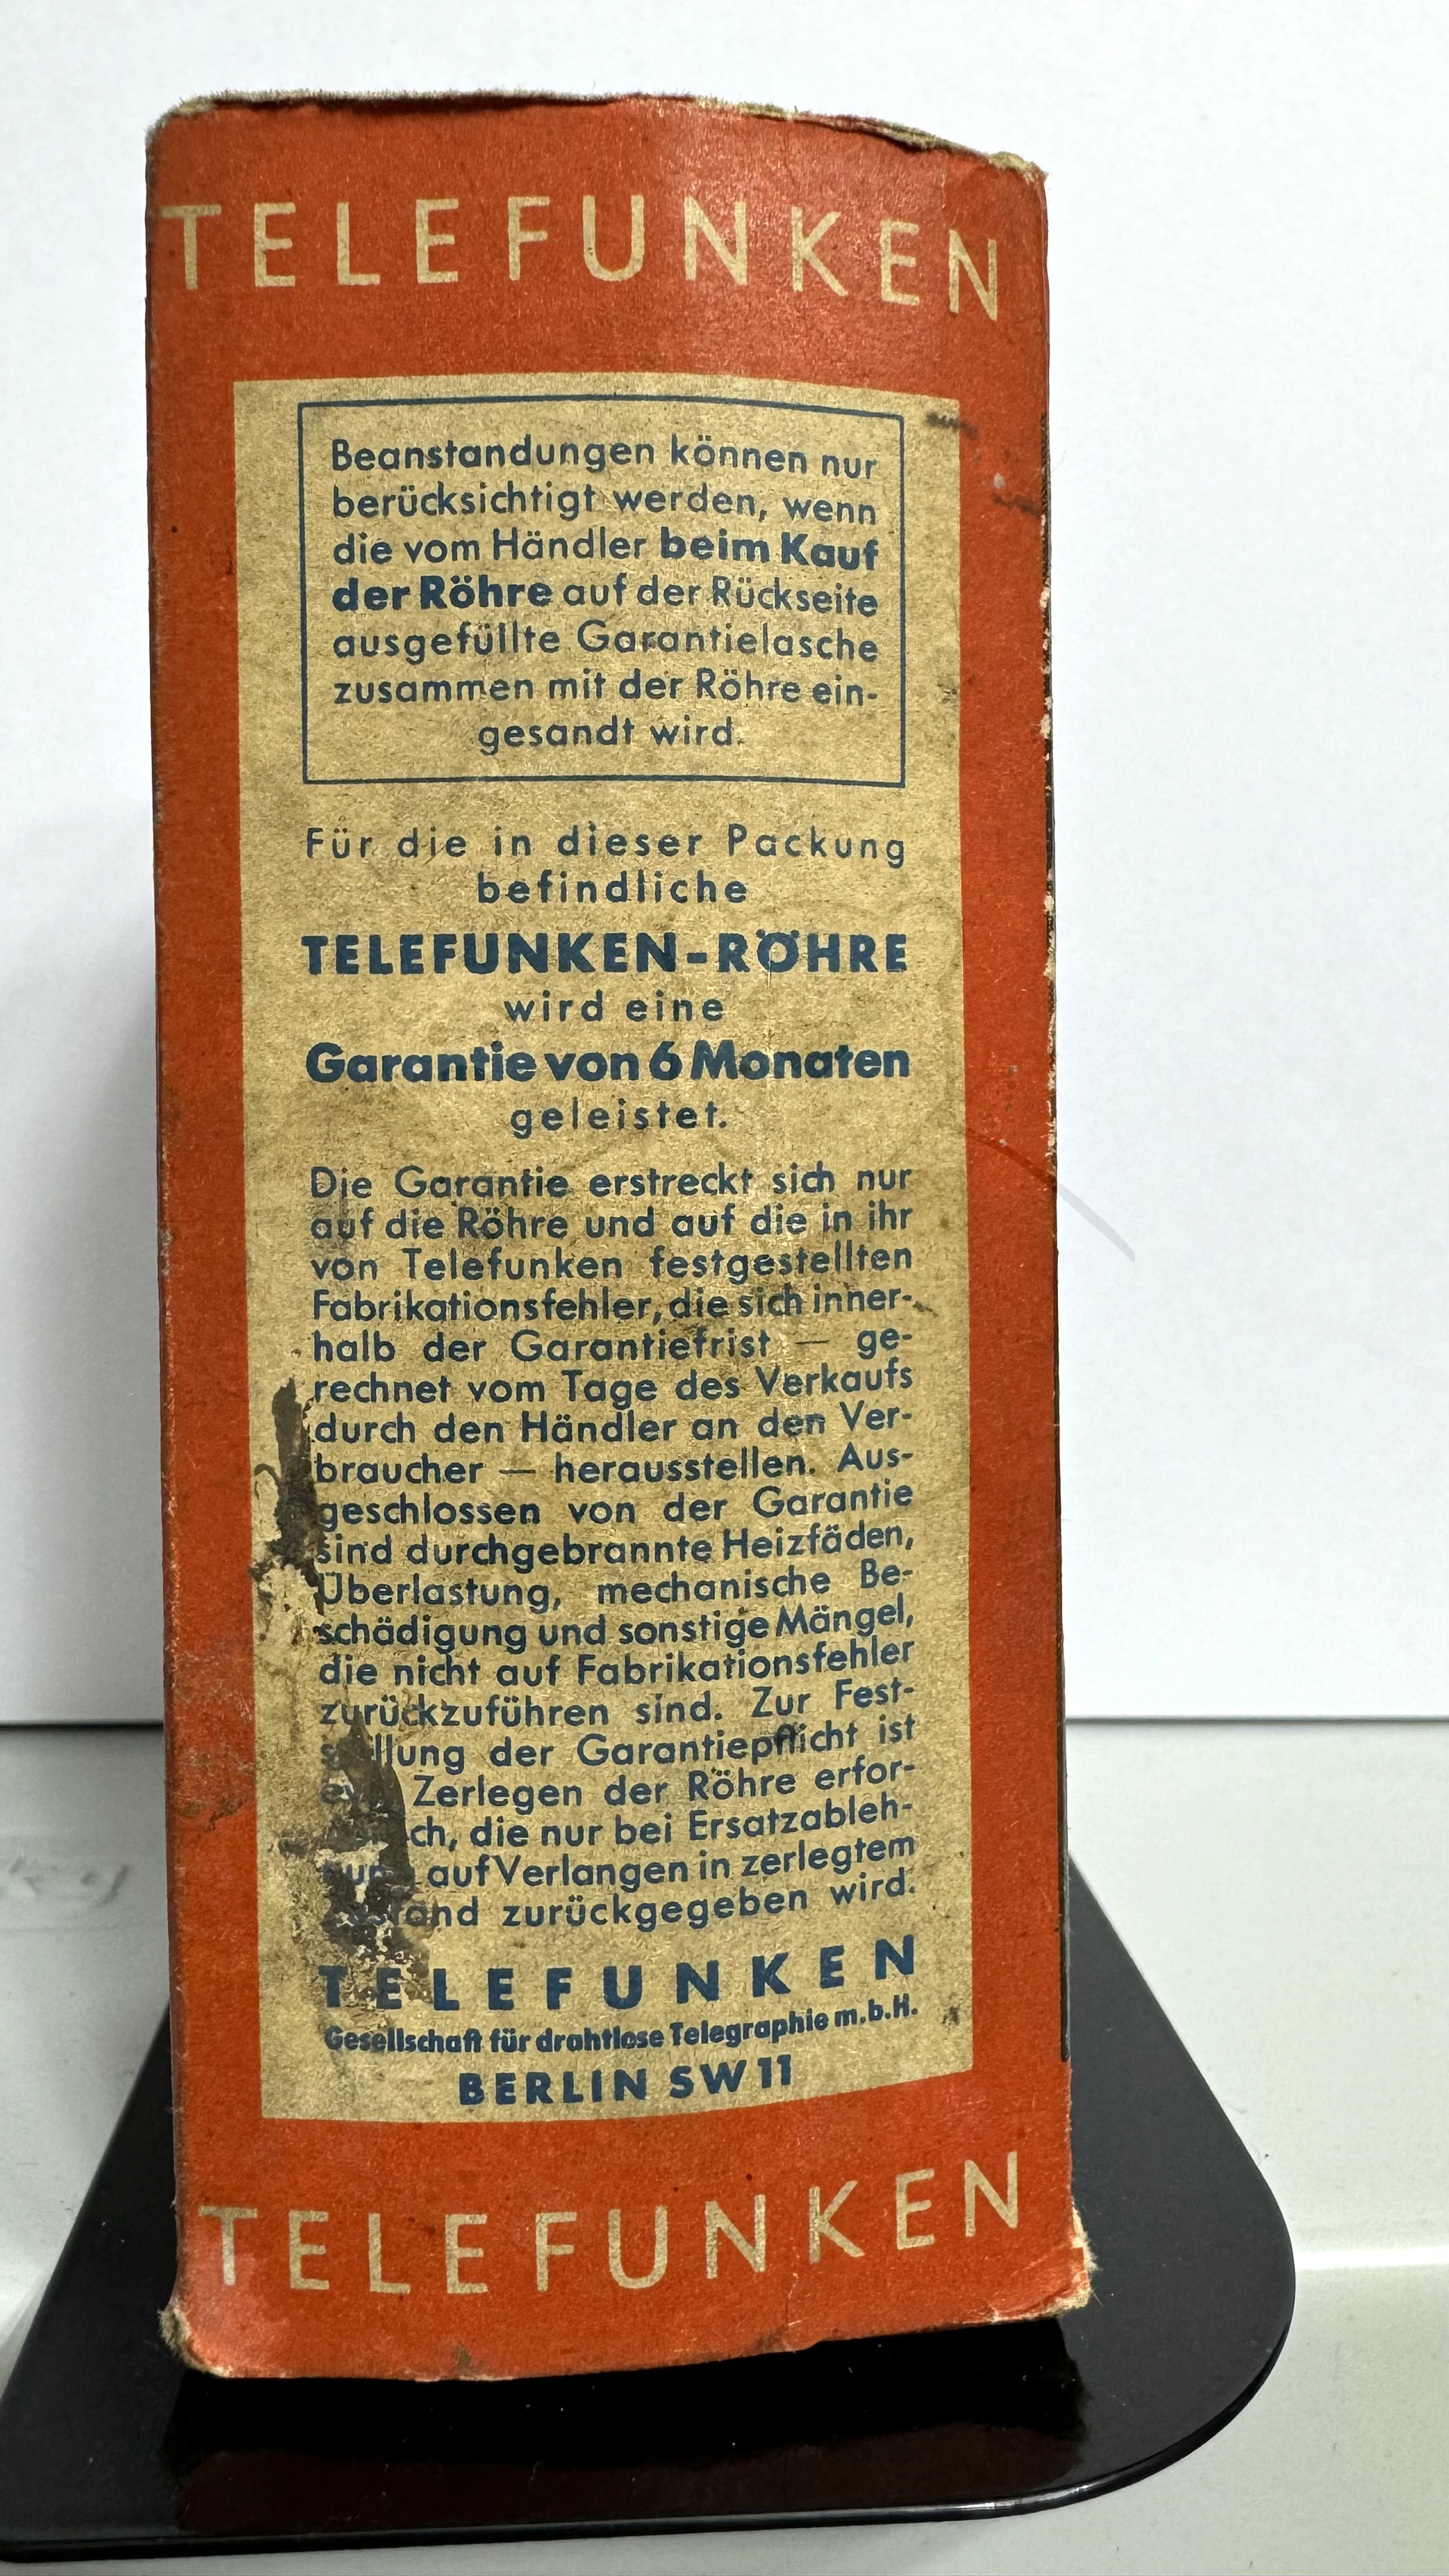 TELEFUNKEN
Beanstandungen können nur
berücksichtigt werden, wenn
die vom Händler beim Kauf
der Röhre auf der Rückseite
ausgefüllte Garantielasche
zusammen mit der Röhre ein-
gesandt wird.
Für die in dieser Packung
befindliche
TELEFUNKEN-RÖHRE
wird eine
Garantie von 6 Monaten
geleistet.
Die Garantie erstreckt sich nur
auf die Röhre und auf die in ihr
von Telefunken festgestellten
Fabrikationsfehler, die sich inner-
halb der Garantiefrist — ge-
rechnet vom Tage des Verkaufs
durch den Händler an den Ver-
braucher — herausstellen. Aus-
geschlossen von der Garantie
sind durchgebrannte Heizfäden,
Überlastung, mechanische Be-
schädigung und sonstige Mängel,
die nicht auf Fabrikationsfehler
zurückzuführen sind. Zur Fest-
stellung der Garantiepflicht ist
Zerlegen der Röhre erfor-
die nur bei Ersatzableh-
auf Verlangen in zerlegtem
zurückgegeben wird.
TELEFUNKEN
Gesellschaft für drahtlose Telegraphie m.b.H.
BERLIN SW 11
TELEFUNKEN